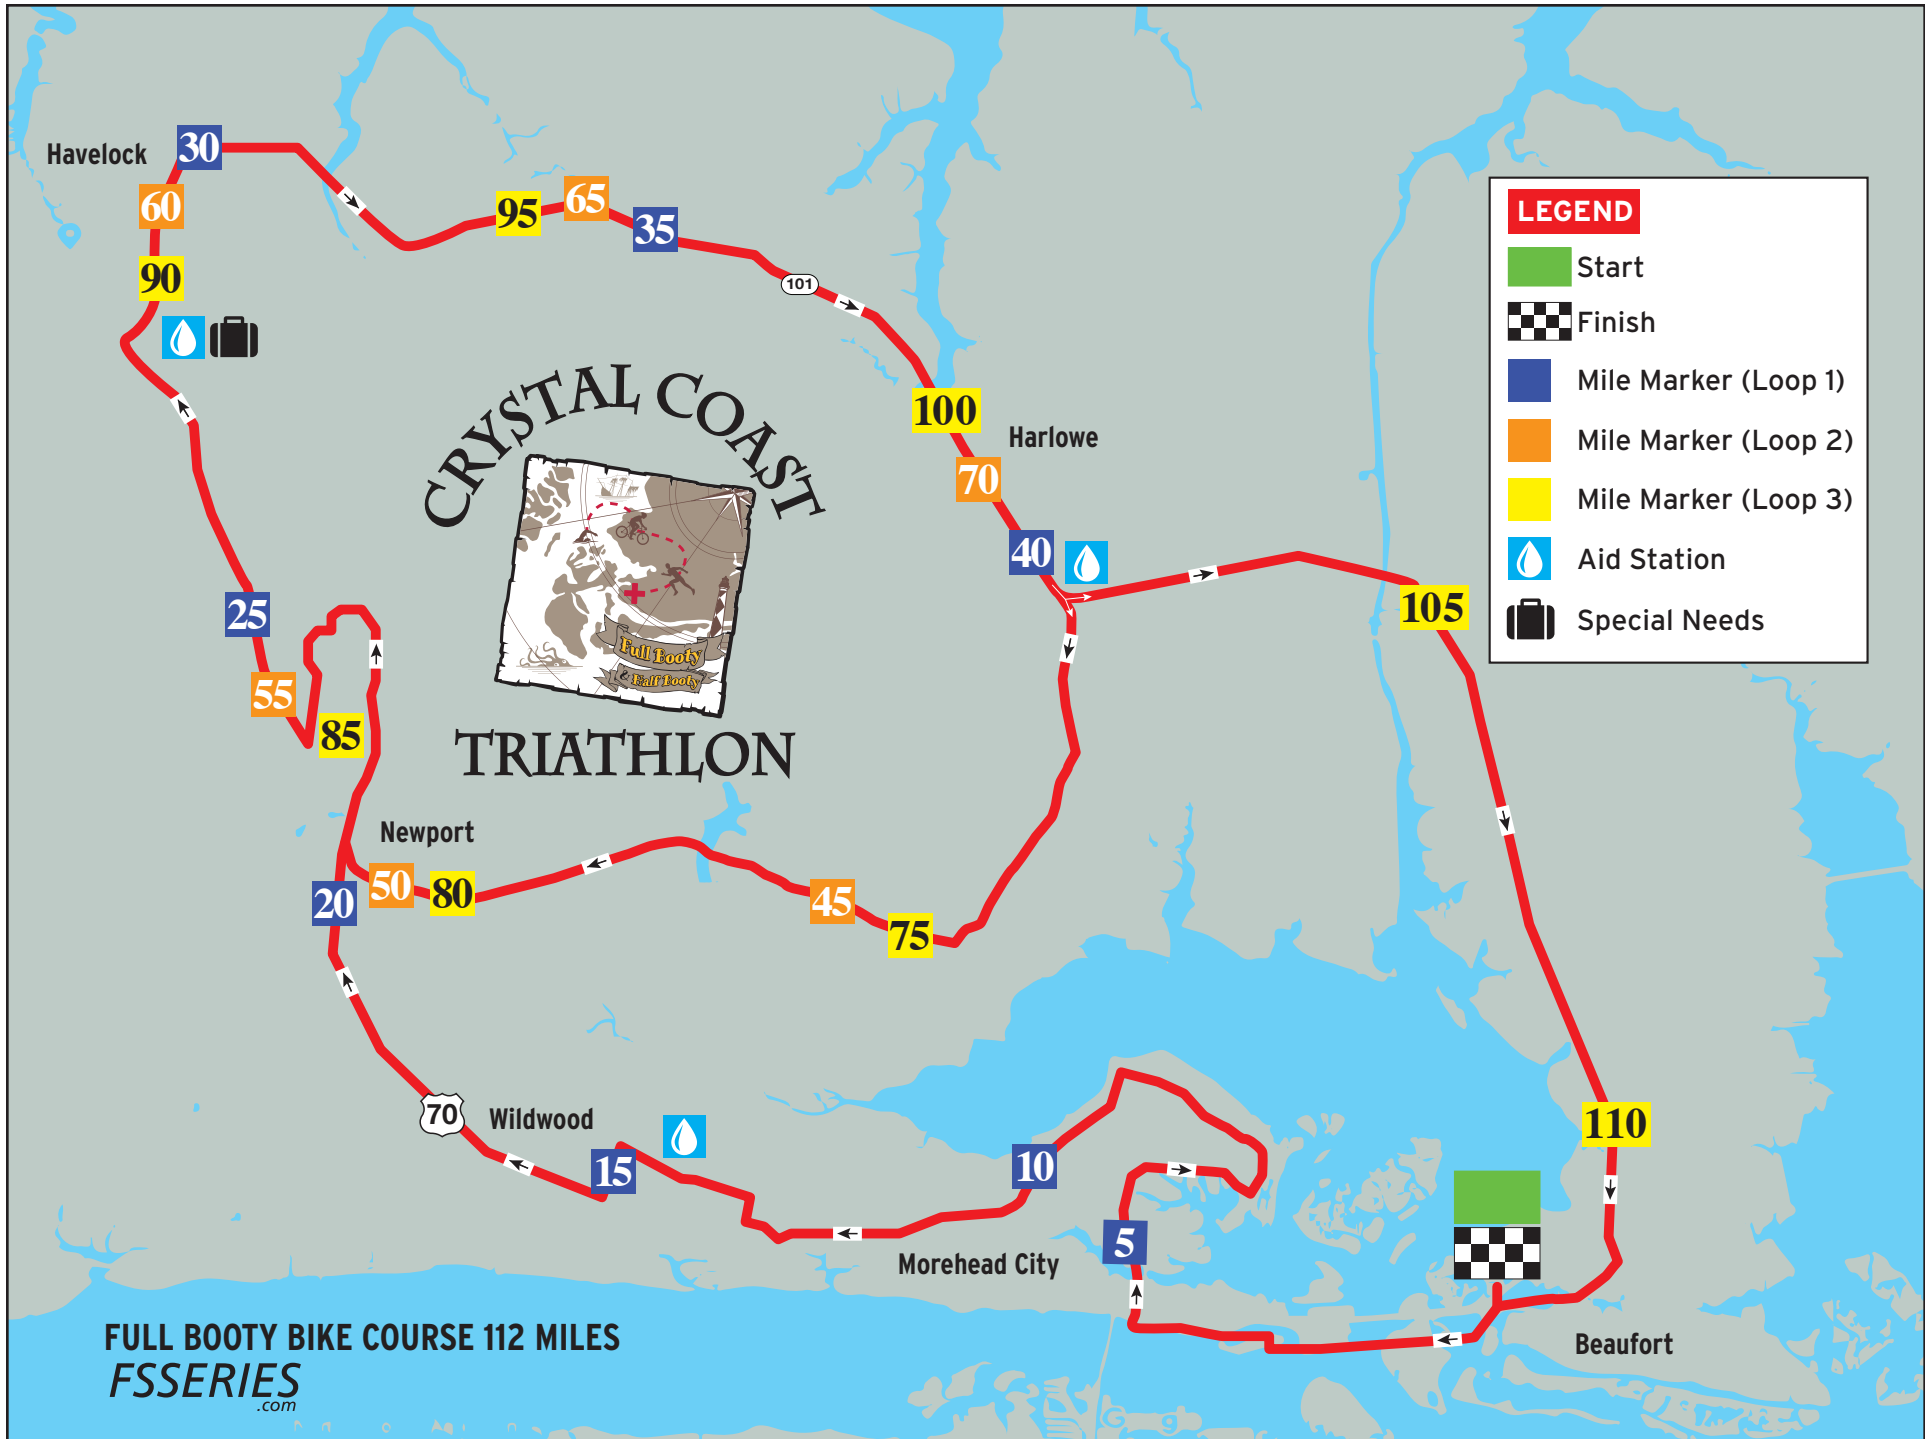 Havelock
30
60
90
95
65
35
101
LEGEND
Start
Finish
Mile Marker (Loop 1)
Mile Marker (Loop 2)
Mile Marker (Loop 3)
Aid Station
Special Needs
CRYSTAL COAST
Full Booty
& Half Booty
TRIATHLON
100
Harlowe
70
40
105
25
55
85
Newport
50
80
20
45
75
70
Wildwood
15
10
110
5
Morehead City
Beaufort
FULL BOOTY BIKE COURSE 112 MILES
FSSERIES
.com